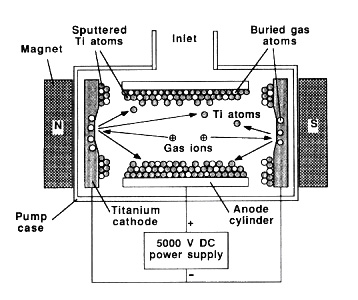 Sputtered
Ti atoms
Inlet
Buried gas
atoms
Magnet
N
S
Ti atoms
Gas ions
Pump
case
Titanium
cathode
Anode
cylinder
+
5000 V DC
power supply
−